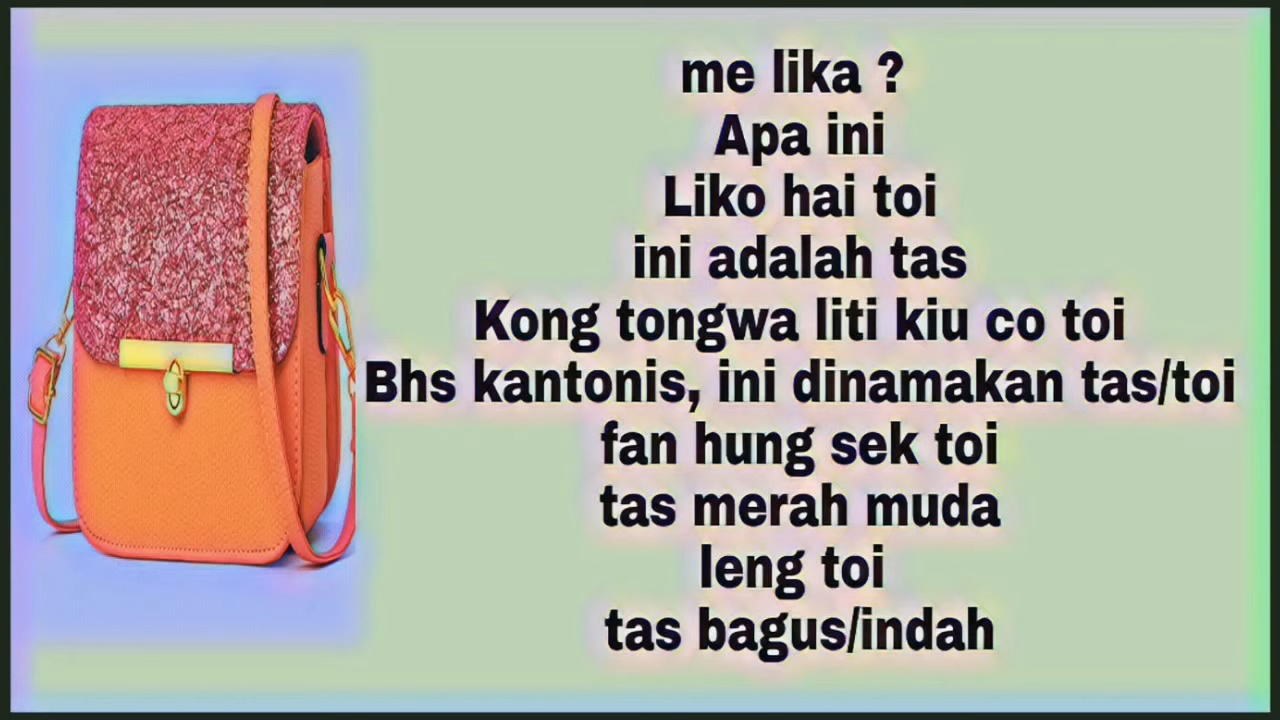 me lika ?
Apa ini
Liko hai toi
ini adalah tas
Kong tongwa liti kiu co toi
Bhs kantonis, ini dinamakan tas/toi
fan hung sek toi
tas merah muda
leng toi
tas bagus/indah